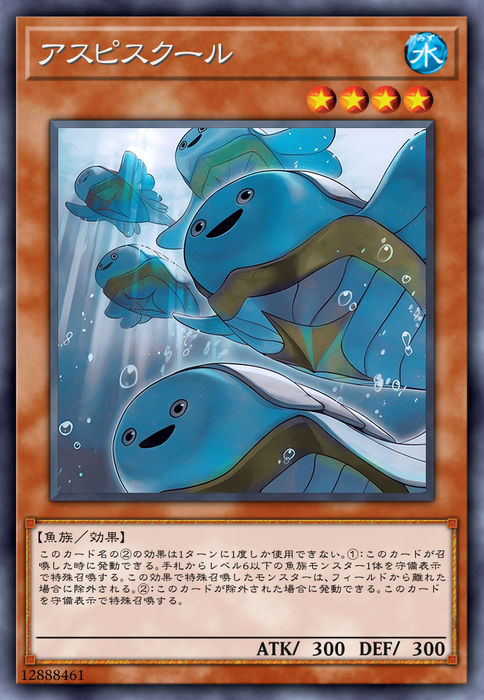 アスピスクール
みず
水
【魚族／効果】
このカード名の②の効果は1ターンに1度しか使用できない。①：このカードが召
喚した時に発動できる。手札からレベル6以下の魚族モンスター1体を守備表示
で特殊召喚する。この効果で特殊召喚したモンスターは、フィールドから離れた
場合に除外される。②：このカードが除外された場合に発動できる。このカード
を守備表示で特殊召喚する。
ATK/ 300 DEF/ 300
12888461